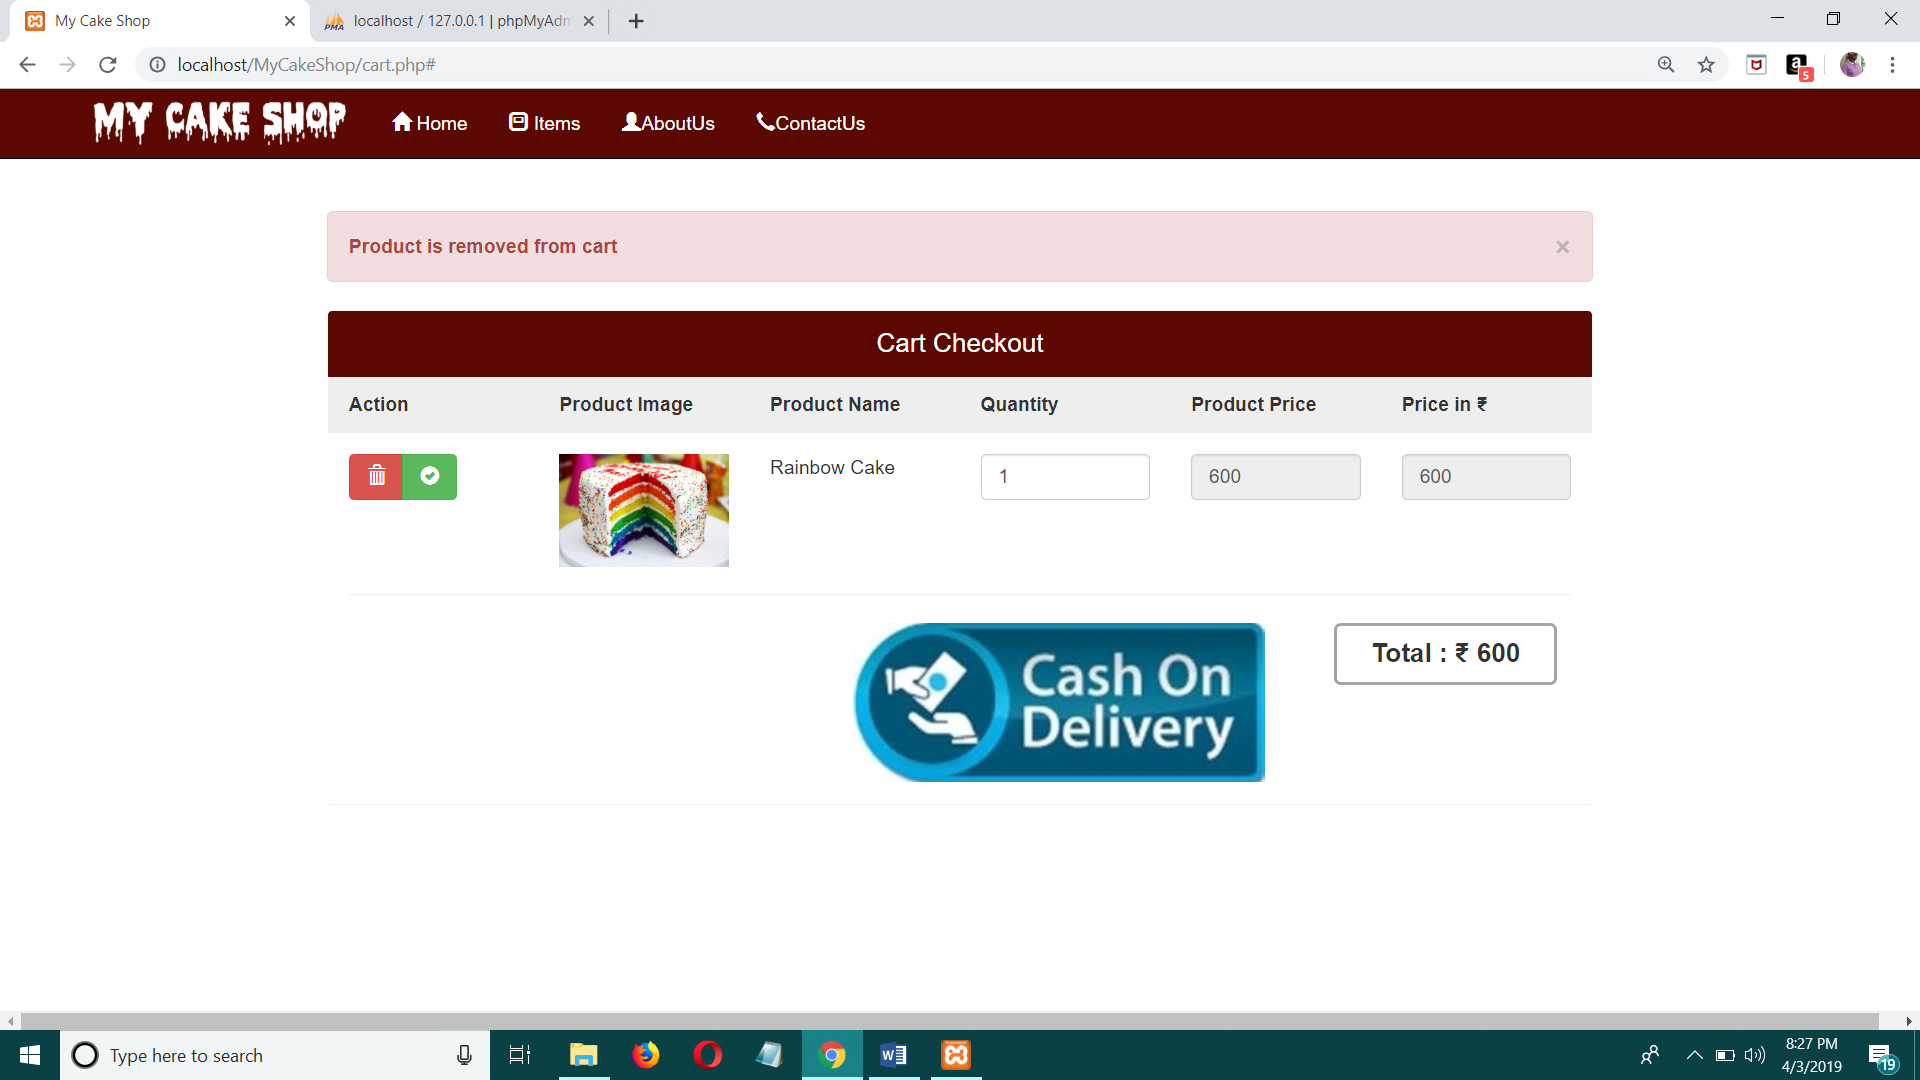 My Cake Shop
localhost / 127.0.0.1 | phpMyAdm
localhost/MyCakeShop/cart.php#
5
MY CAKE SHOP
Home
Items
AboutUs
ContactUs
Product is removed from cart
Cart Checkout
Action Product Image Product Name Quantity Product Price Price in ₹
Rainbow Cake 1 600 600
Cash On
Delivery
Total : ₹ 600
Type here to search
8:27 PM
4/3/2019
19